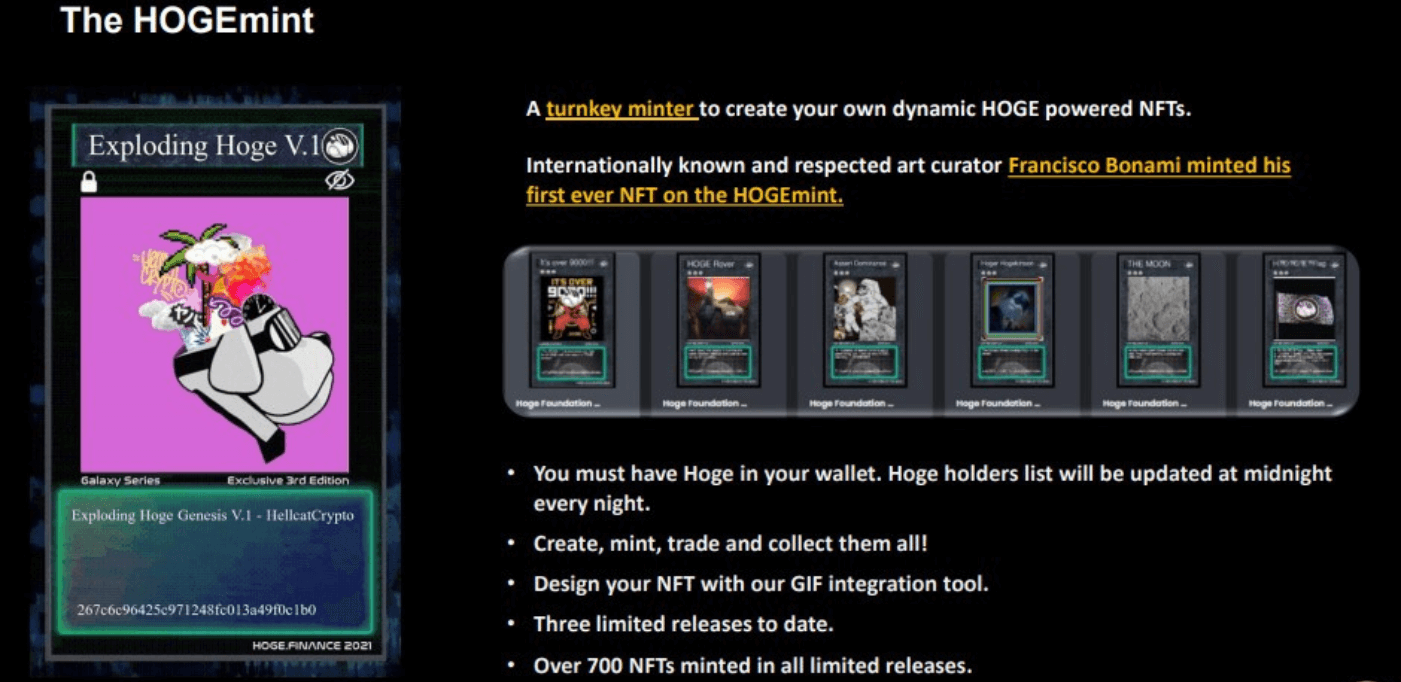 The HOGEmint
Exploding Hoge V.1
Galaxy Series Exclusive 3rd Edition
Exploding Hoge Genesis V.1 - HellcatCrypto
267c6c96425c971248fc013a49f0c1b0
HOGE.FINANCE 2021
A turnkey minter to create your own dynamic HOGE powered NFTs.
Internationally known and respected art curator Francisco Bonami minted his
first ever NFT on the HOGEmint.
It's over 9000!!! HOGE Rover THE MOON
IT'S OVER
9000!!!
Hoge Foundation ... Hoge Foundation ... Hoge Foundation ... Hoge Foundation ... Hoge Foundation ... Hoge Foundation ...
• You must have Hoge in your wallet. Hoge holders list will be updated at midnight
every night.
• Create, mint, trade and collect them all!
• Design your NFT with our GIF integration tool.
• Three limited releases to date.
• Over 700 NFTs minted in all limited releases.